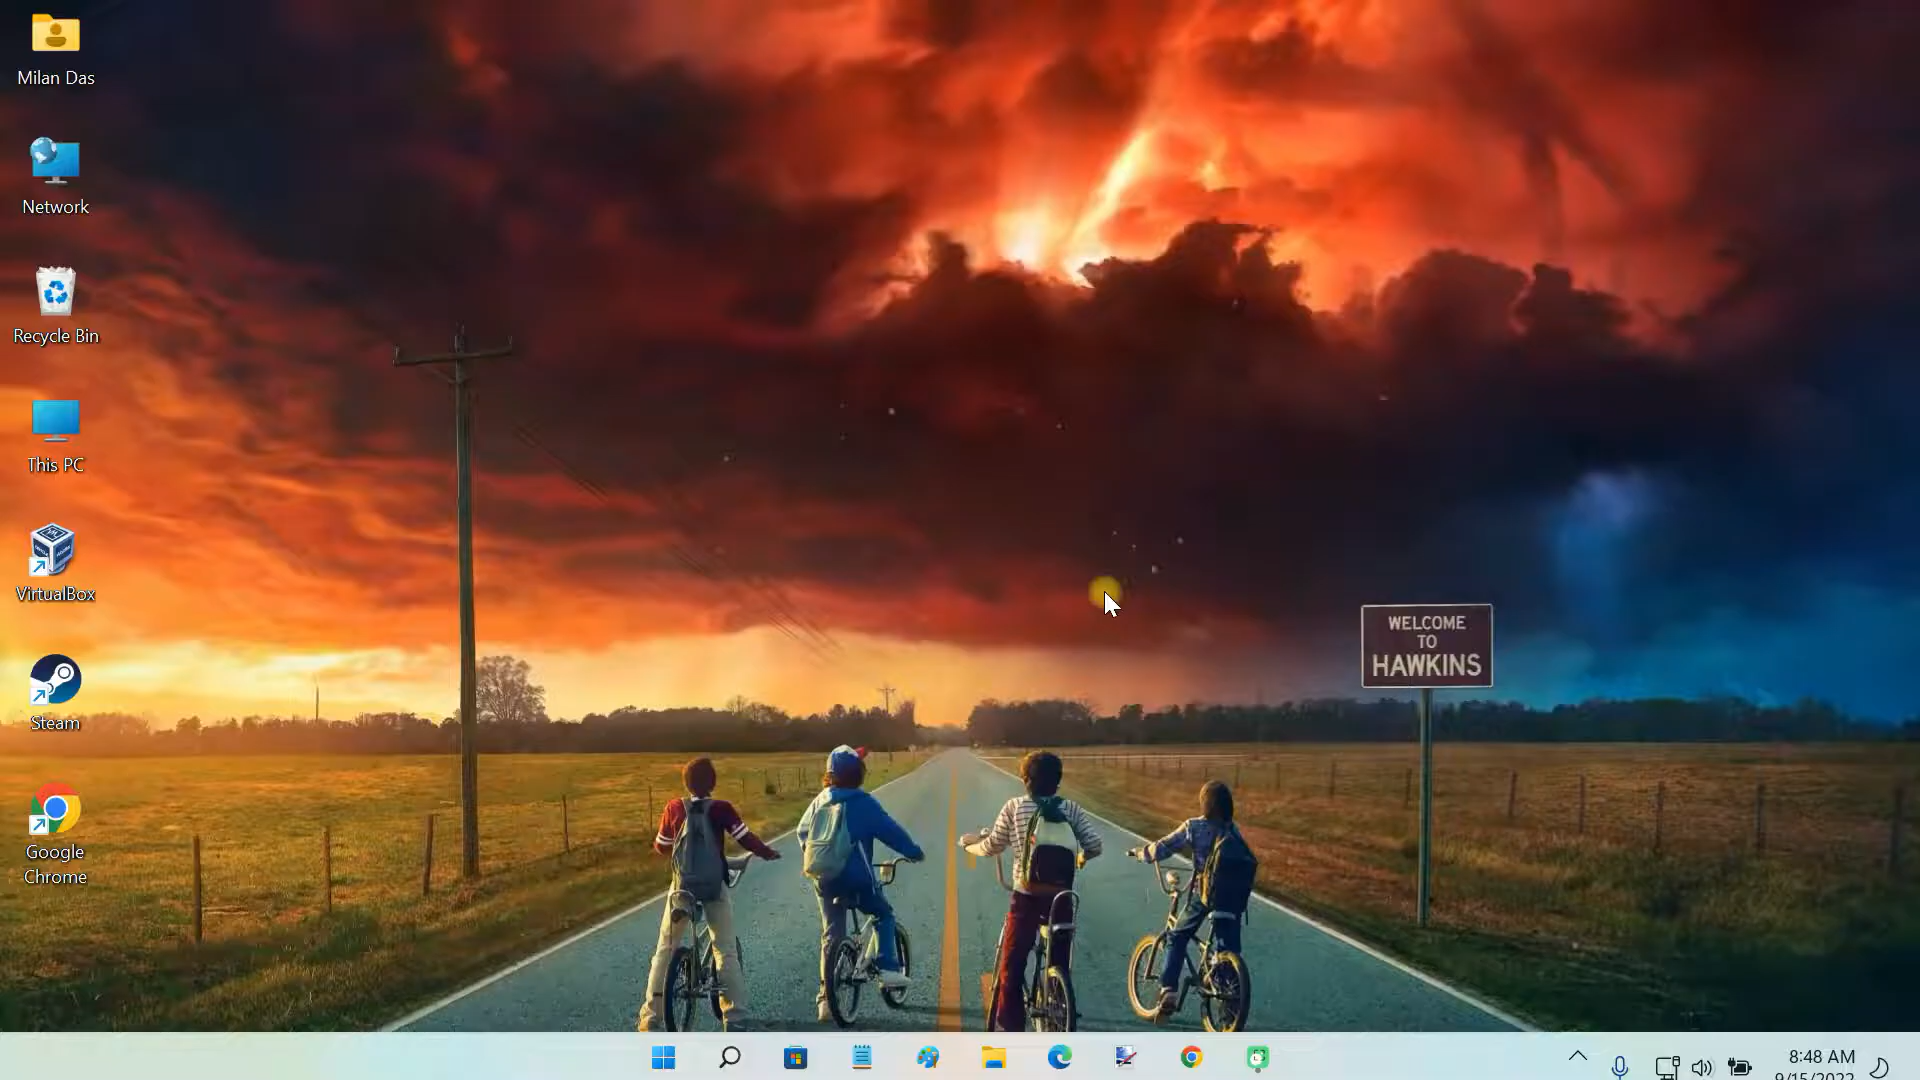 Milan Das
Network
Recycle Bin
This PC
VirtualBox
Steam
Google
Chrome
WELCOME
TO
HAWKINS
8:48 AM